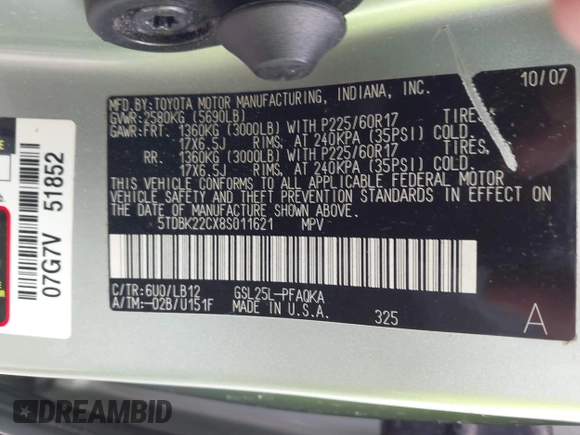 10/07
MFD.BY:TOYOTA MOTOR MANUFACTURING, INDIANA, INC.
GVWR: 2580KG (5690LB)
GAWR:FRT. 1360KG (3000LB) WITH P225/60R17 TIRES,
17X6.5J RIMS, AT 240KPA (35PSI) COLD.
RR. 1360KG (3000LB) WITH P225/60R17 TIRES,
17X6.5J RIMS, AT 240KPA (35PSI) COLD.
THIS VEHICLE CONFORMS TO ALL APPLICABLE FEDERAL MOTOR
VEHICLE SAFETY AND THEFT PREVENTION STANDARDS IN EFFECT ON
THE DATE OF MANUFACTURE SHOWN ABOVE.
5TDBK22CX8S011621 MPV
C/TR:6U0/LB12 GSL25L-PFAQKA
A/TM:-02B/U151F MADE IN U.S.A.
325
A
07G7V 51852
DREAMBID